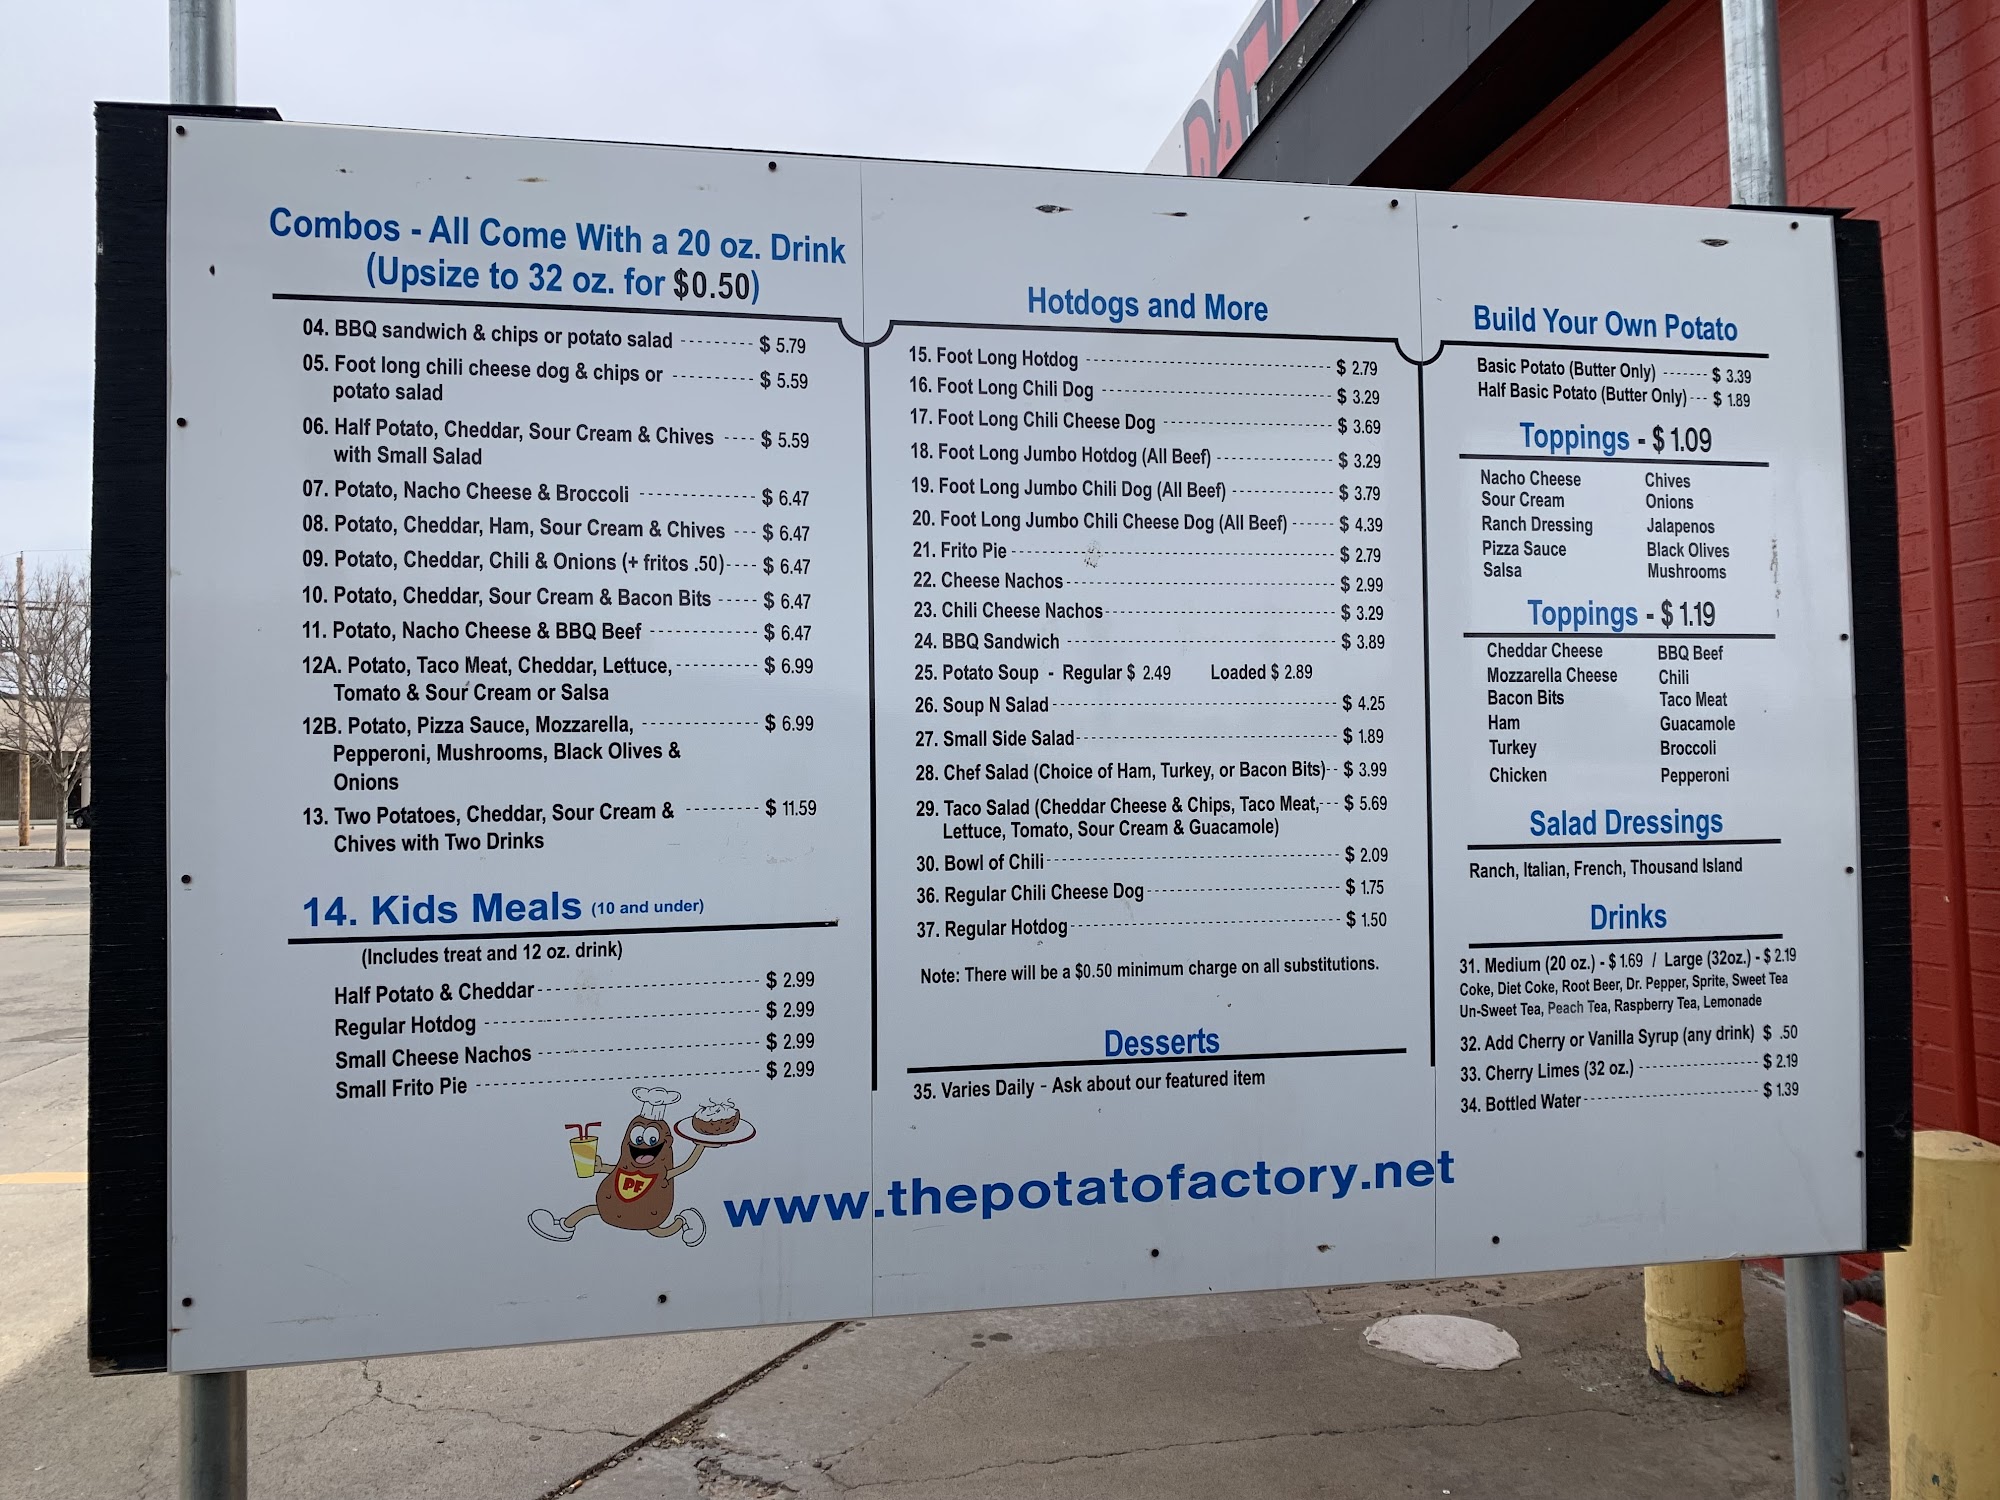 Combos - All Come With a 20 oz. Drink
(Upsize to 32 oz. for $0.50)
04. BBQ sandwich & chips or potato salad --------- $ 5.79
05. Foot long chili cheese dog & chips or ---------- $ 5.59
potato salad
06. Half Potato, Cheddar, Sour Cream & Chives ---- $ 5.59
with Small Salad
07. Potato, Nacho Cheese & Broccoli -------------- $ 6.47
08. Potato, Cheddar, Ham, Sour Cream & Chives --- $ 6.47
09. Potato, Cheddar, Chili & Onions (+ fritos .50)---- $ 6.47
10. Potato, Cheddar, Sour Cream & Bacon Bits ----- $ 6.47
11. Potato, Nacho Cheese & BBQ Beef ------------- $ 6.47
12A. Potato, Taco Meat, Cheddar, Lettuce, ---------- $ 6.99
Tomato & Sour Cream or Salsa
12B. Potato, Pizza Sauce, Mozzarella, -------------- $ 6.99
Pepperoni, Mushrooms, Black Olives &
Onions
13. Two Potatoes, Cheddar, Sour Cream & --------- $ 11.59
Chives with Two Drinks
14. Kids Meals (10 and under)
(Includes treat and 12 oz. drink)
Half Potato & Cheddar--------------------------- $ 2.99
Regular Hotdog --------------------------------- $ 2.99
Small Cheese Nachos --------------------------- $ 2.99
Small Frito Pie ---------------------------------- $ 2.99
PF
Hotdogs and More
15. Foot Long Hotdog ------------------------------- $ 2.79
16. Foot Long Chili Dog ----------------------------- $ 3.29
17. Foot Long Chili Cheese Dog --------------------- $ 3.69
18. Foot Long Jumbo Hotdog (All Beef) -------------- $ 3.29
19. Foot Long Jumbo Chili Dog (All Beef) ------------ $ 3.79
20. Foot Long Jumbo Chili Cheese Dog (All Beef) ------ $ 4.39
21. Frito Pie ---------------------------------------- $ 2.79
22. Cheese Nachos--------------------------------- $ 2.99
23. Chili Cheese Nachos---------------------------- $ 3.29
24. BBQ Sandwich --------------------------------- $ 3.89
25. Potato Soup - Regular $ 2.49 Loaded $ 2.89
26. Soup N Salad----------------------------------- $ 4.25
27. Small Side Salad-------------------------------- $ 1.89
28. Chef Salad (Choice of Ham, Turkey, or Bacon Bits)-- $ 3.99
29. Taco Salad (Cheddar Cheese & Chips, Taco Meat,--- $ 5.69
Lettuce, Tomato, Sour Cream & Guacamole)
30. Bowl of Chili------------------------------------ $ 2.09
36. Regular Chili Cheese Dog------------------------ $ 1.75
37. Regular Hotdog--------------------------------- $ 1.50
Note: There will be a $0.50 minimum charge on all substitutions.
Desserts
35. Varies Daily - Ask about our featured item
Build Your Own Potato
Basic Potato (Butter Only) ------- $ 3.39
Half Basic Potato (Butter Only)--- $ 1.89
Toppings - $ 1.09
Nacho Cheese Chives
Sour Cream Onions
Ranch Dressing Jalapenos
Pizza Sauce Black Olives
Salsa Mushrooms
Toppings - $ 1.19
Cheddar Cheese BBQ Beef
Mozzarella Cheese Chili
Bacon Bits Taco Meat
Ham Guacamole
Turkey Broccoli
Chicken Pepperoni
Salad Dressings
Ranch, Italian, French, Thousand Island
Drinks
31. Medium (20 oz.) - $ 1.69 / Large (32oz.) - $ 2.19
Coke, Diet Coke, Root Beer, Dr. Pepper, Sprite, Sweet Tea
Un-Sweet Tea, Peach Tea, Raspberry Tea, Lemonade
32. Add Cherry or Vanilla Syrup (any drink) $ .50
33. Cherry Limes (32 oz.) --------------- $ 2.19
34. Bottled Water---------------------- $ 1.39
www.thepotatofactory.net